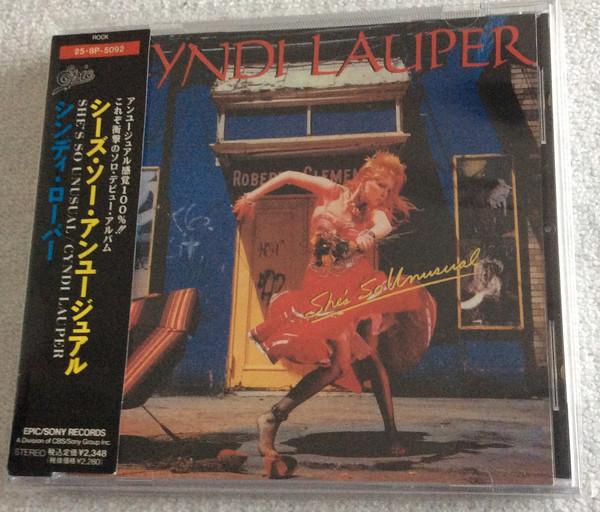 ROCK
25・8P-5092
Epic
アンユージュアル感覚100%!!
これぞ衝撃のソロ・デビュー・アルバム
シーズ・ソー・アンユージュアル
SHE'S SO UNUSUAL / CYNDI LAUPER
シンディ・ローパー
EPIC/SONY RECORDS
A Division of CBS/Sony Group Inc.
STEREO 税込定価¥2,348
(税抜価格¥2,280)
YNDI LAUPER
ROBER CLEMEN
She's So Unusual